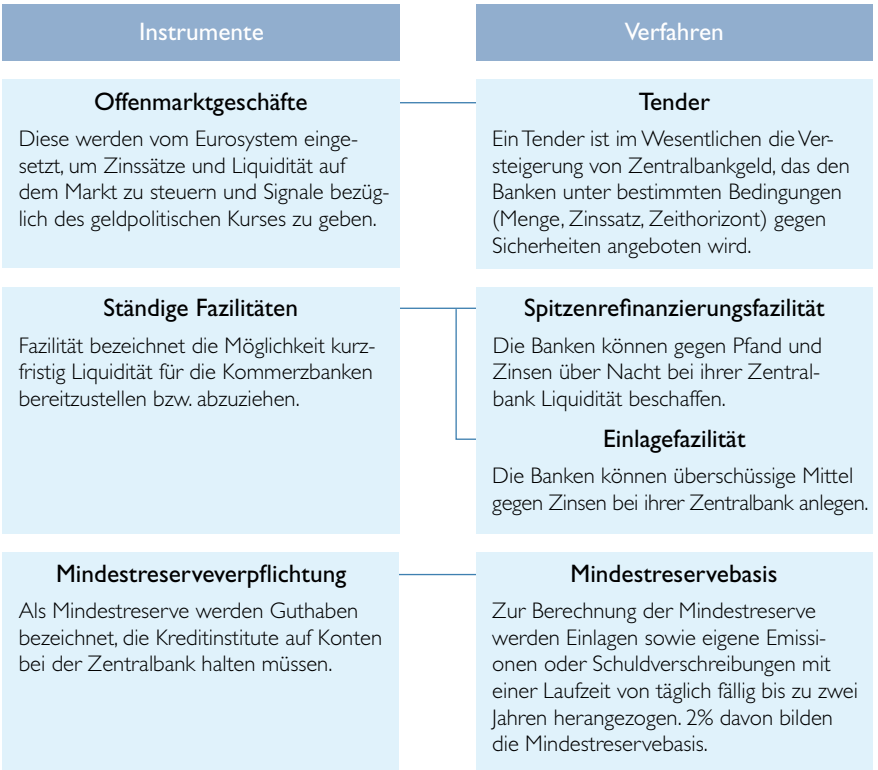 Instrumente
Verfahren
Offenmarktgeschäfte
Diese werden vom Eurosystem einge-
setzt, um Zinssätze und Liquidität auf
dem Markt zu steuern und Signale bezüg-
lich des geldpolitischen Kurses zu geben.
Tender
Ein Tender ist im Wesentlichen die Ver-
steigerung von Zentralbankgeld, das den
Banken unter bestimmten Bedingungen
(Menge, Zinssatz, Zeithorizont) gegen
Sicherheiten angeboten wird.
Ständige Fazilitäten
Fazilität bezeichnet die Möglichkeit kurz-
fristig Liquidität für die Kommerzbanken
bereitzustellen bzw. abzuziehen.
Spitzenrefinanzierungsfazilität
Die Banken können gegen Pfand und
Zinsen über Nacht bei ihrer Zentral-
bank Liquidität beschaffen.
Einlagefazilität
Die Banken können überschüssige Mittel
gegen Zinsen bei ihrer Zentralbank anlegen.
Mindestreserveverpflichtung
Als Mindestreserve werden Guthaben
bezeichnet, die Kreditinstitute auf Konten
bei der Zentralbank halten müssen.
Mindestreservebasis
Zur Berechnung der Mindestreserve
werden Einlagen sowie eigene Emissi-
onen oder Schuldverschreibungen mit
einer Laufzeit von täglich fällig bis zu zwei
Jahren herangezogen. 2% davon bilden
die Mindestreservebasis.